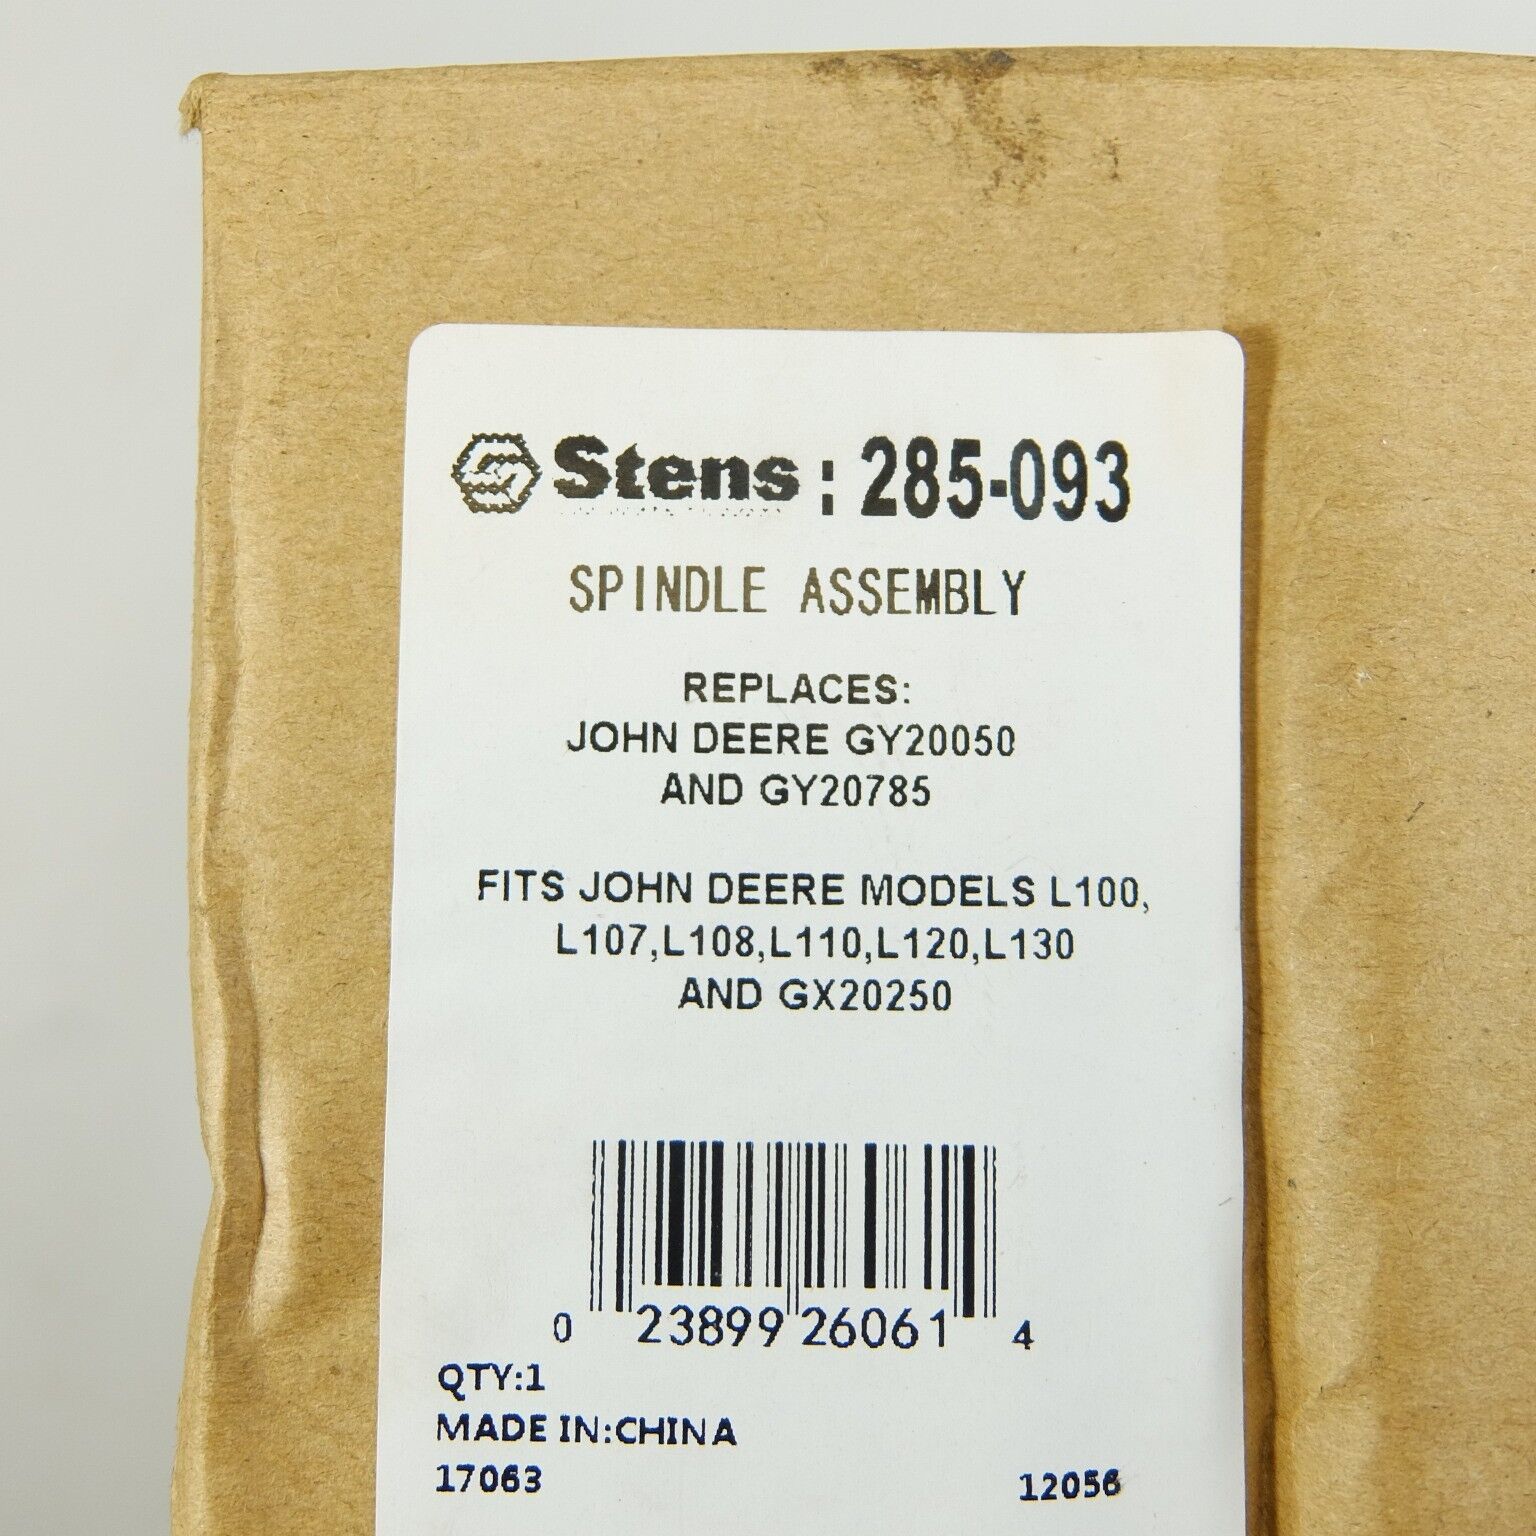 Stens: 285-093
SPINDLE ASSEMBLY
REPLACES:
JOHN DEERE GY20050
AND GY20785
FITS JOHN DEERE MODELS L100,
L107,L108,L110,L120,L130
AND GX20250
0 23899 26061 4
QTY:1
MADE IN:CHINA
17063 12056